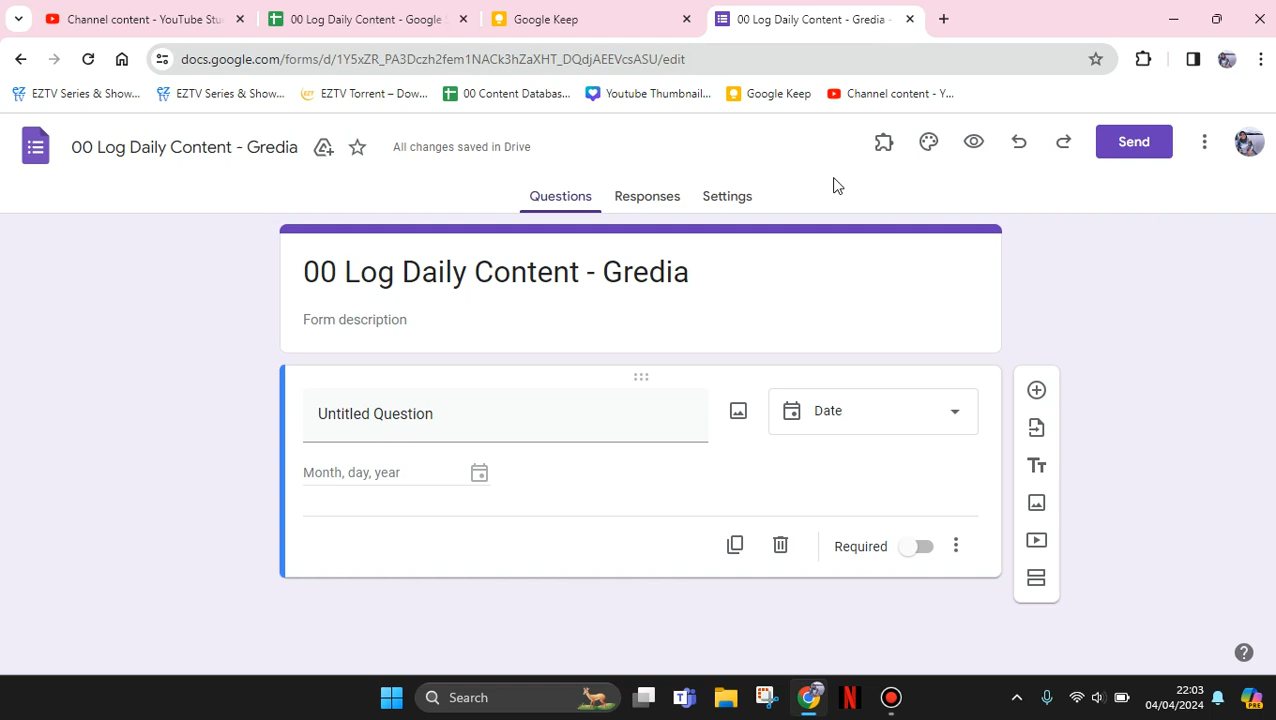 Channel content - YouTube Stu
00 Log Daily Content - Google
Google Keep
00 Log Daily Content - Gredia -
docs.google.com/forms/d/1Y5xZR_PA3Dczh2fem1NAGk3hZaXHT_DQdjAEEVcsASU/edit
EZTV Series & Show...
EZTV Series & Show...
EZTV Torrent – Dow...
00 Content Databas...
Youtube Thumbnail...
Google Keep
Channel content - Y...
00 Log Daily Content - Gredia
All changes saved in Drive
Send
Questions
Responses
Settings
00 Log Daily Content - Gredia
Form description
Untitled Question
Date
Month, day, year
Required
Search
22:03
04/04/2024
PRE